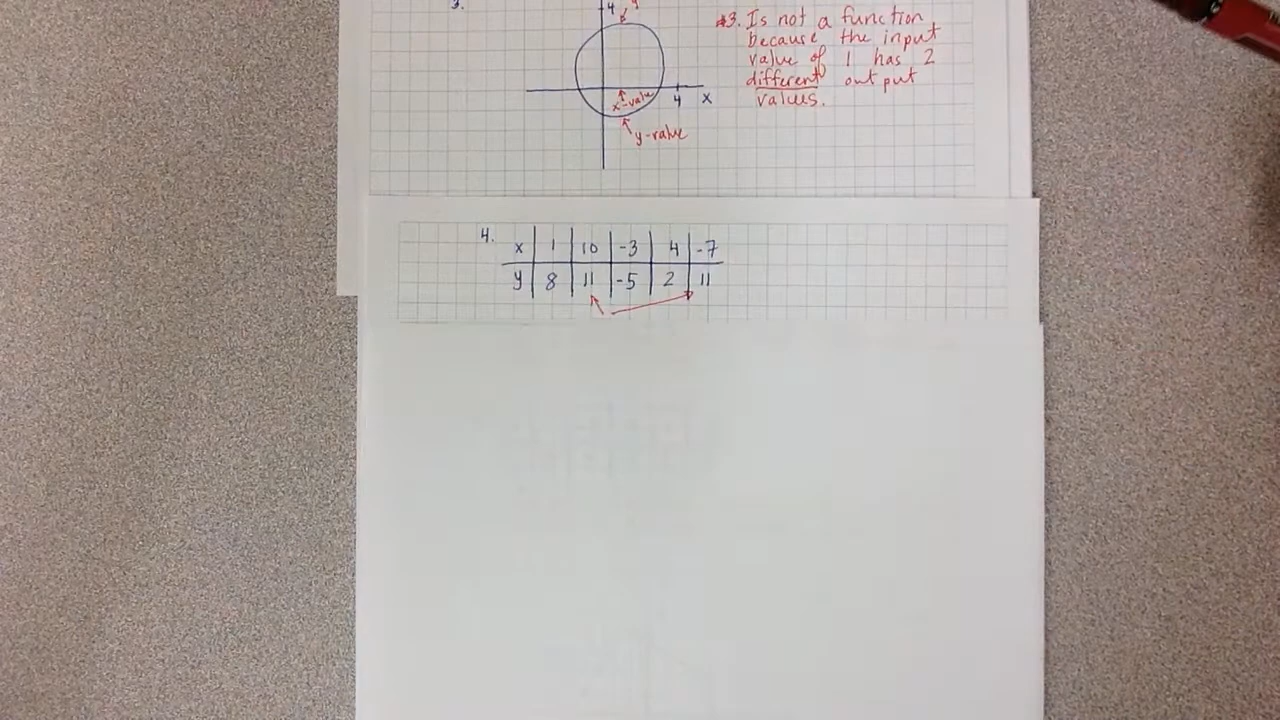 3.
4
#3. Is not a function
because the input
value of 1 has 2
different output
values.
x-value
4
x
y-value
4.
x 1 10 -3 4 -7
y 8 11 -5 2 11